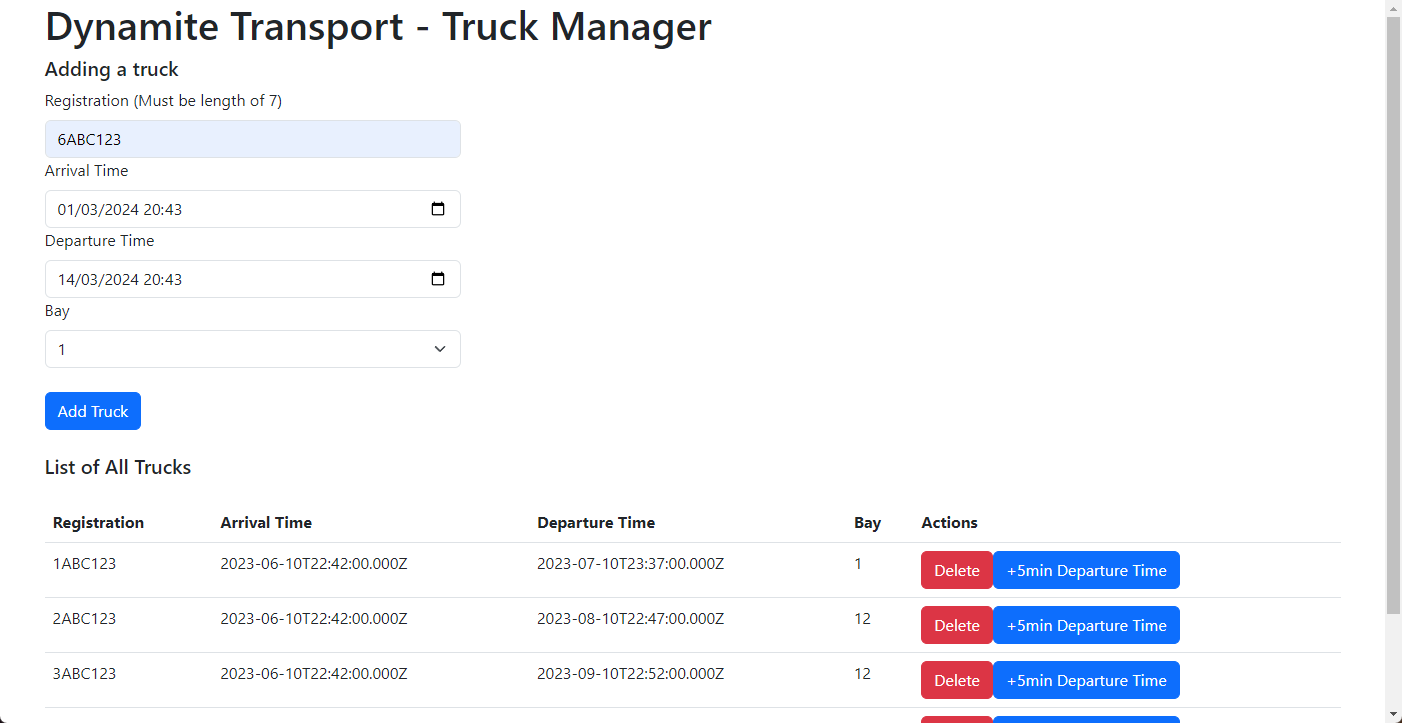 Dynamite Transport - Truck Manager
Adding a truck
Registration (Must be length of 7)
6ABC123
Arrival Time
01/03/2024 20:43
Departure Time
14/03/2024 20:43
Bay
1
Add Truck
List of All Trucks
Registration Arrival Time Departure Time Bay Actions
1ABC123 2023-06-10T22:42:00.000Z 2023-07-10T23:37:00.000Z 1 Delete +5min Departure Time
2ABC123 2023-06-10T22:42:00.000Z 2023-08-10T22:47:00.000Z 12 Delete +5min Departure Time
3ABC123 2023-06-10T22:42:00.000Z 2023-09-10T22:52:00.000Z 12 Delete +5min Departure Time